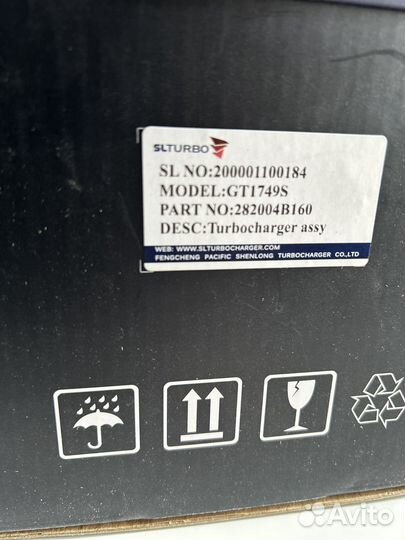 SLTURBO
SL NO:200001100184
MODEL:GT1749S
PART NO:282004B160
DESC:Turbocharger assy
WEB: WWW.SLTURBOCHARGER.COM
FENGCHENG PACIFIC SHENLONG TURBOCHARGER CO.,LTD
Avito